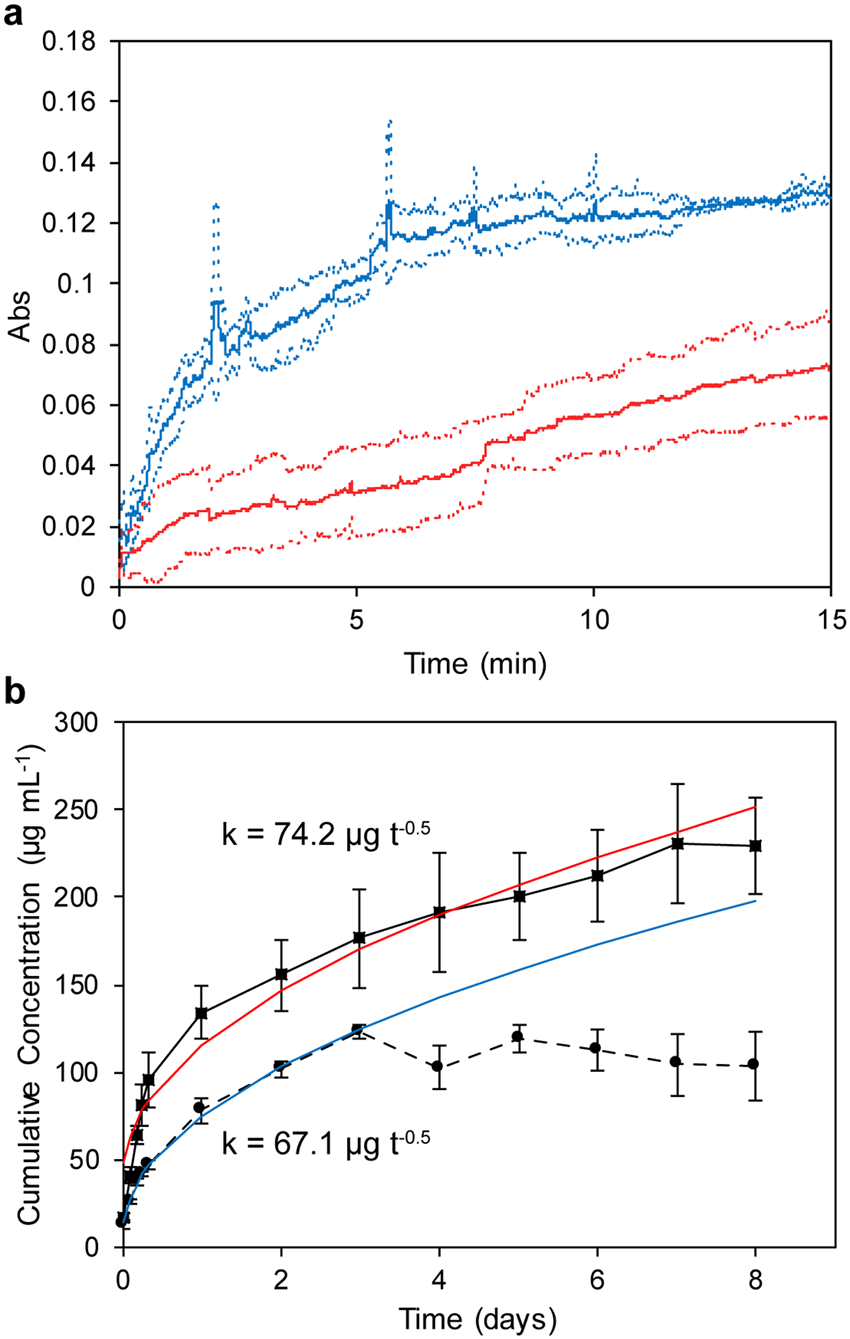 a
0.18
0.16
0.14
0.12
0.1
0.08
0.06
0.04
0.02
0
Abs
0 5 10 15
Time (min)
b
300
250
200
150
100
50
0
Cumulative Concentration (µg mL⁻¹)
k = 74.2 µg t⁻⁰·⁵
k = 67.1 µg t⁻⁰·⁵
0 2 4 6 8
Time (days)